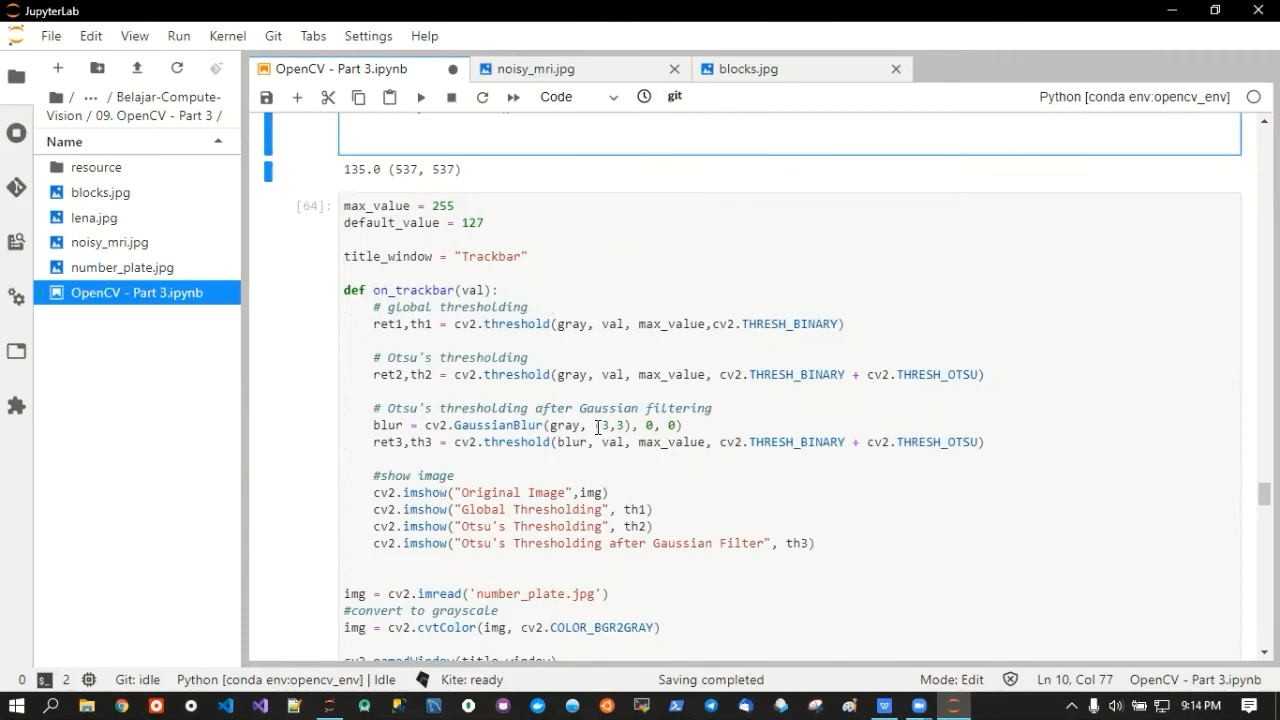 JupyterLab
File Edit View Run Kernel Git Tabs Settings Help
OpenCV - Part 3.ipynb
noisy_mri.jpg
blocks.jpg
/ ... / Belajar-Compute-
Vision / 09. OpenCV - Part 3 /
Code
git
Python [conda env:opencv_env]
Name
resource
blocks.jpg
lena.jpg
noisy_mri.jpg
number_plate.jpg
OpenCV - Part 3.ipynb
135.0 (537, 537)
[64]:
max_value = 255
default_value = 127
title_window = "Trackbar"
def on_trackbar(val):
# global thresholding
ret1,th1 = cv2.threshold(gray, val, max_value,cv2.THRESH_BINARY)
# Otsu's thresholding
ret2,th2 = cv2.threshold(gray, val, max_value, cv2.THRESH_BINARY + cv2.THRESH_OTSU)
# Otsu's thresholding after Gaussian filtering
blur = cv2.GaussianBlur(gray, (3,3), 0, 0)
ret3,th3 = cv2.threshold(blur, val, max_value, cv2.THRESH_BINARY + cv2.THRESH_OTSU)
#show image
cv2.imshow("Original Image",img)
cv2.imshow("Global Thresholding", th1)
cv2.imshow("Otsu's Thresholding", th2)
cv2.imshow("Otsu's Thresholding after Gaussian Filter", th3)
img = cv2.imread('number_plate.jpg')
#convert to grayscale
img = cv2.cvtColor(img, cv2.COLOR_BGR2GRAY)
cv2.namedWindow(title_window)
0
2
Git: idle
Python [conda env:opencv_env] | Idle
Kite: ready
Saving completed
Mode: Edit
Ln 10, Col 77
OpenCV - Part 3.ipynb
9:14 PM